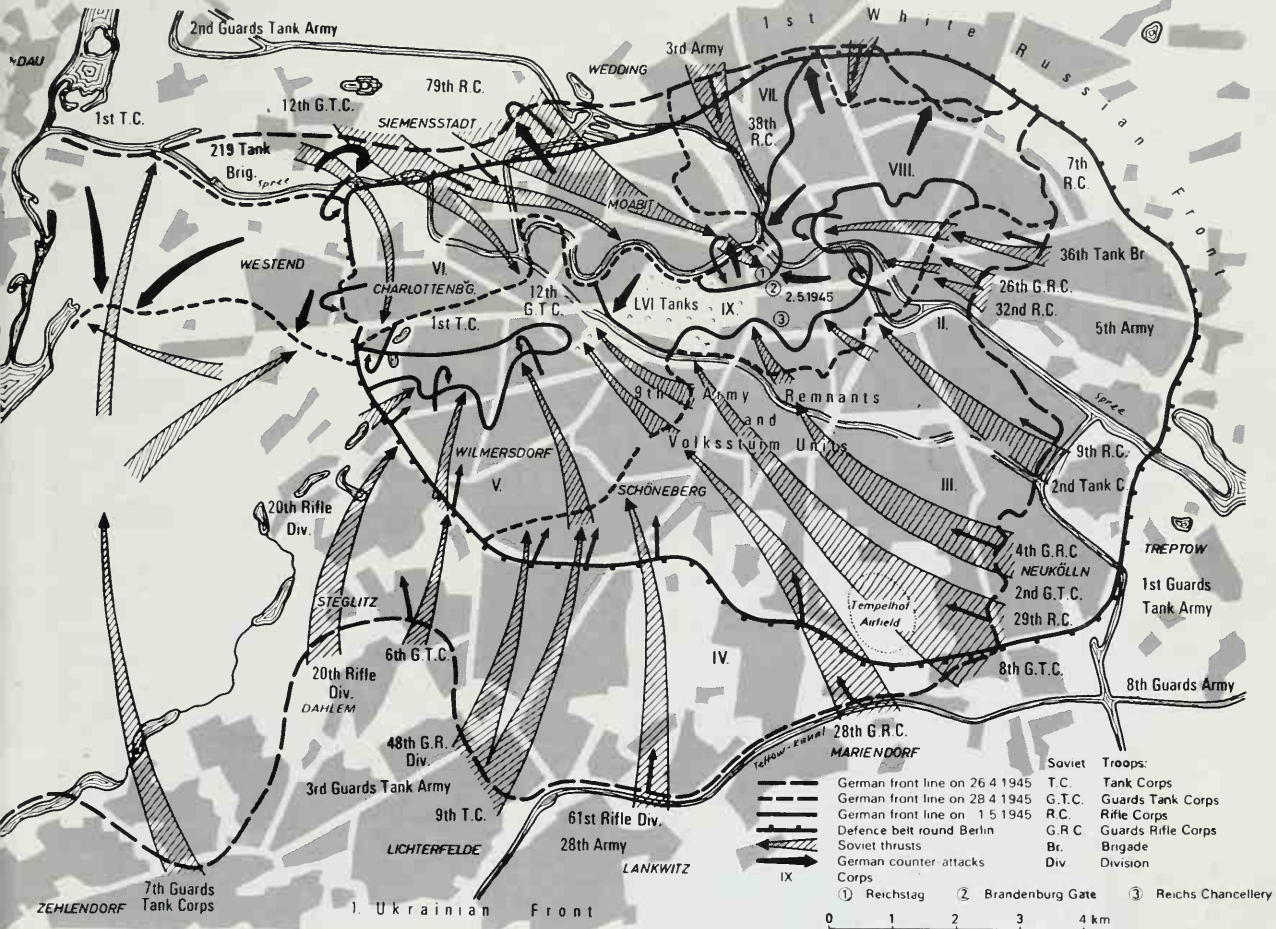 1st White Russian Front
2nd Guards Tank Army
3rd Army
WEDDING
NDAU
79th R.C.
12th G.T.C.
1st T.C.
SIEMENSSTADT
VII.
38th
R.C.
219 Tank
Brig.
Spree
VIII.
7th
R.C.
MOABIT
36th Tank Br
WESTEND
VI.
CHARLOTTENBG.
12th
G.T.C.
LVI Tanks
IX.
①
②
2.5.1945
③
26th G.R.C.
32nd R.C.
II.
5th Army
1st T.C.
Spree
9th Army Remnants
and
Volkssturm Units
WILMERSDORF
V.
SCHÖNEBERG
III.
9th R.C.
2nd Tank C.
20th Rifle
Div.
TREPTOW
4th G.R.C
NEUKÖLLN
2nd G.T.C.
29th R.C.
1st Guards
Tank Army
STEGLITZ
Tempelhof
Airfield
6th G.T.C.
IV.
8th G.T.C.
20th Rifle
Div.
DAHLEM
8th Guards Army
48th G.R.
Div.
28th G.R.C.
MARIENDORF
Teltow-Kanal
3rd Guards Tank Army
9th T.C.
61st Rifle Div.
28th Army
LICHTERFELDE
LANKWITZ
7th Guards
Tank Corps
ZEHLENDORF
1. Ukrainian Front
Soviet Troops:
German front line on 26 4 1945 T.C. Tank Corps
German front line on 28 4 1945 G.T.C. Guards Tank Corps
German front line on 1 5 1945 R.C. Rifle Corps
Defence belt round Berlin G.R.C Guards Rifle Corps
Soviet thrusts Br. Brigade
German counter-attacks Div Division
IX Corps
① Reichstag ② Brandenburg Gate ③ Reichs Chancellery
0 1 2 3 4 km